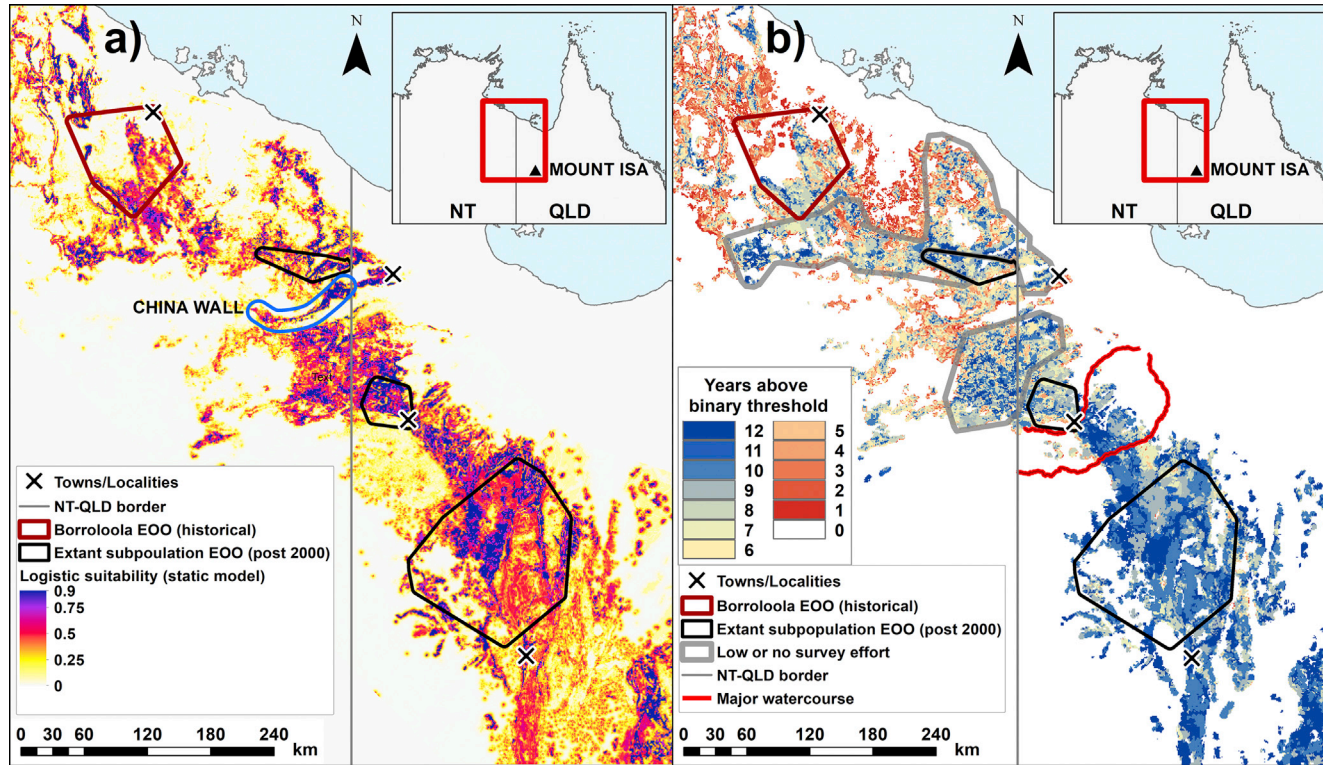 a)
N
MOUNT ISA
NT
QLD
CHINA WALL
Text
Towns/Localities
NT-QLD border
Borroloola EOO (historical)
Extant subpoulation EOO (post 2000)
Logistic suitability (static model)
0.9
0.75
0.5
0.25
0
0 30 60 120 180 240
km
b)
N
MOUNT ISA
NT
QLD
Years above
binary threshold
12 5
11 4
10 3
9 2
8 1
7 0
6
Towns/Localities
Borroloola EOO (historical)
Extant subpopulation EOO (post 2000)
Low or no survey effort
NT-QLD border
Major watercourse
0 30 60 120 180 240
km